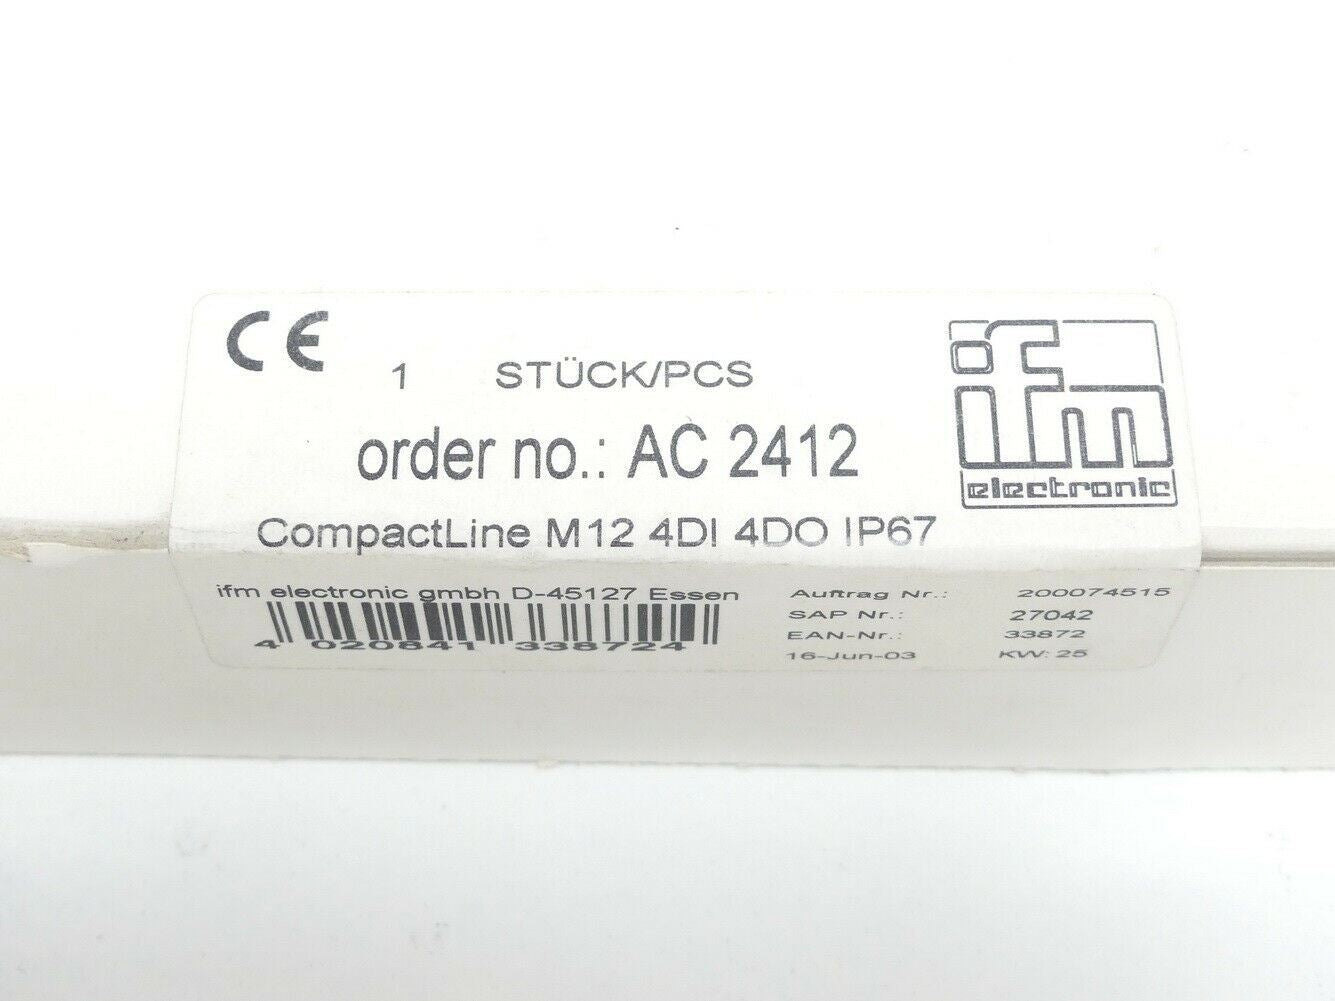 CE
1 STÜCK/PCS
ifm
electronic
order no.: AC 2412
CompactLine M12 4DI 4DO IP67
ifm electronic gmbh D-45127 Essen
4 020841 338724
Auftrag Nr.: 200074515
SAP Nr.: 27042
EAN-Nr.: 33872
16-Jun-03 KW: 25